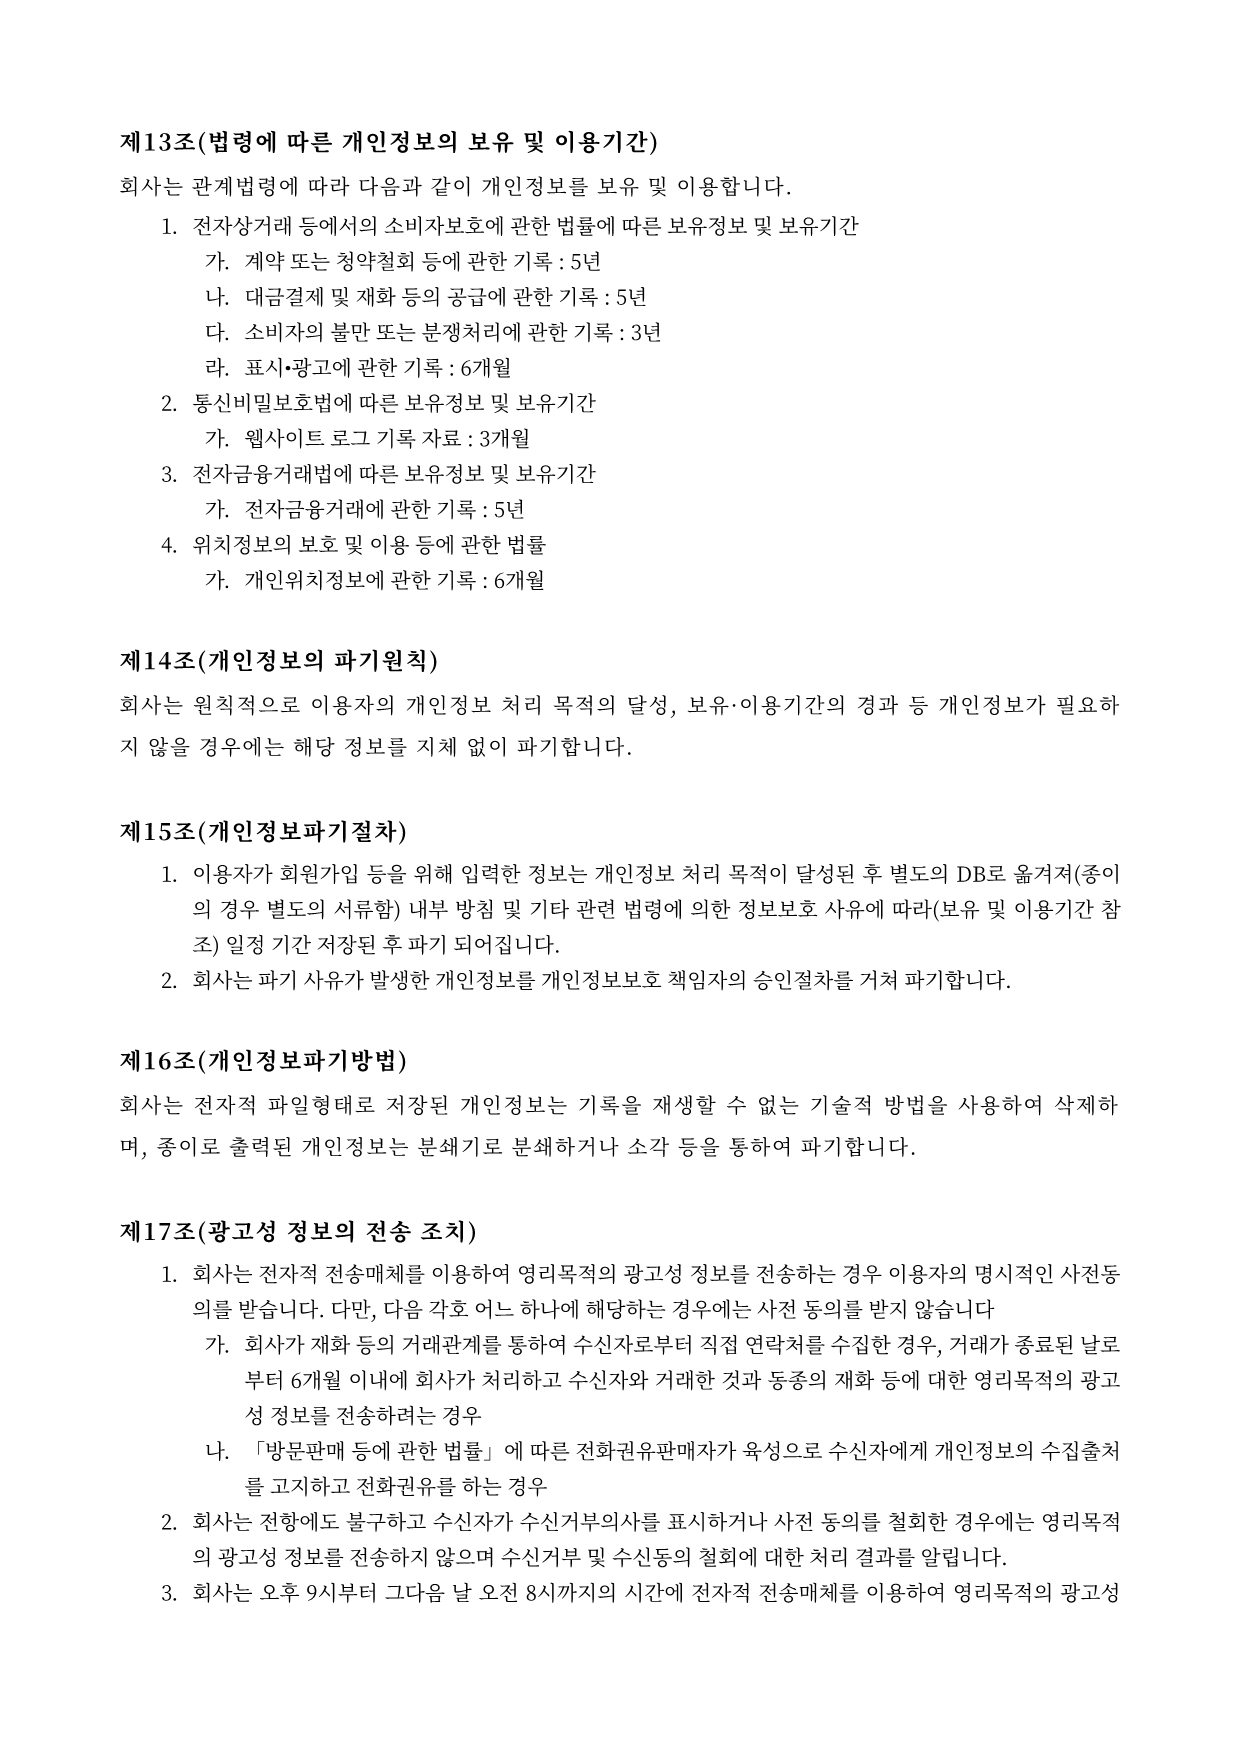 제13조(법령에 따른 개인정보의 보유 및 이용기간)
회사는 관계법령에 따라 다음과 같이 개인정보를 보유 및 이용합니다.
1. 전자상거래 등에서의 소비자보호에 관한 법률에 따른 보유정보 및 보유기간
가. 계약 또는 청약철회 등에 관한 기록 : 5년
나. 대금결제 및 재화 등의 공급에 관한 기록 : 5년
다. 소비자의 불만 또는 분쟁처리에 관한 기록 : 3년
라. 표시•광고에 관한 기록 : 6개월
2. 통신비밀보호법에 따른 보유정보 및 보유기간
가. 웹사이트 로그 기록 자료 : 3개월
3. 전자금융거래법에 따른 보유정보 및 보유기간
가. 전자금융거래에 관한 기록 : 5년
4. 위치정보의 보호 및 이용 등에 관한 법률
가. 개인위치정보에 관한 기록 : 6개월
제14조(개인정보의 파기원칙)
회사는 원칙적으로 이용자의 개인정보 처리 목적의 달성, 보유·이용기간의 경과 등 개인정보가 필요하
지 않을 경우에는 해당 정보를 지체 없이 파기합니다.
제15조(개인정보파기절차)
1. 이용자가 회원가입 등을 위해 입력한 정보는 개인정보 처리 목적이 달성된 후 별도의 DB로 옮겨져(종이
의 경우 별도의 서류함) 내부 방침 및 기타 관련 법령에 의한 정보보호 사유에 따라(보유 및 이용기간 참
조) 일정 기간 저장된 후 파기 되어집니다.
2. 회사는 파기 사유가 발생한 개인정보를 개인정보보호 책임자의 승인절차를 거쳐 파기합니다.
제16조(개인정보파기방법)
회사는 전자적 파일형태로 저장된 개인정보는 기록을 재생할 수 없는 기술적 방법을 사용하여 삭제하
며, 종이로 출력된 개인정보는 분쇄기로 분쇄하거나 소각 등을 통하여 파기합니다.
제17조(광고성 정보의 전송 조치)
1. 회사는 전자적 전송매체를 이용하여 영리목적의 광고성 정보를 전송하는 경우 이용자의 명시적인 사전동
의를 받습니다. 다만, 다음 각호 어느 하나에 해당하는 경우에는 사전 동의를 받지 않습니다
가. 회사가 재화 등의 거래관계를 통하여 수신자로부터 직접 연락처를 수집한 경우, 거래가 종료된 날로
부터 6개월 이내에 회사가 처리하고 수신자와 거래한 것과 동종의 재화 등에 대한 영리목적의 광고
성 정보를 전송하려는 경우
나. 「방문판매 등에 관한 법률」에 따른 전화권유판매자가 육성으로 수신자에게 개인정보의 수집출처
를 고지하고 전화권유를 하는 경우
2. 회사는 전항에도 불구하고 수신자가 수신거부의사를 표시하거나 사전 동의를 철회한 경우에는 영리목적
의 광고성 정보를 전송하지 않으며 수신거부 및 수신동의 철회에 대한 처리 결과를 알립니다.
3. 회사는 오후 9시부터 그다음 날 오전 8시까지의 시간에 전자적 전송매체를 이용하여 영리목적의 광고성